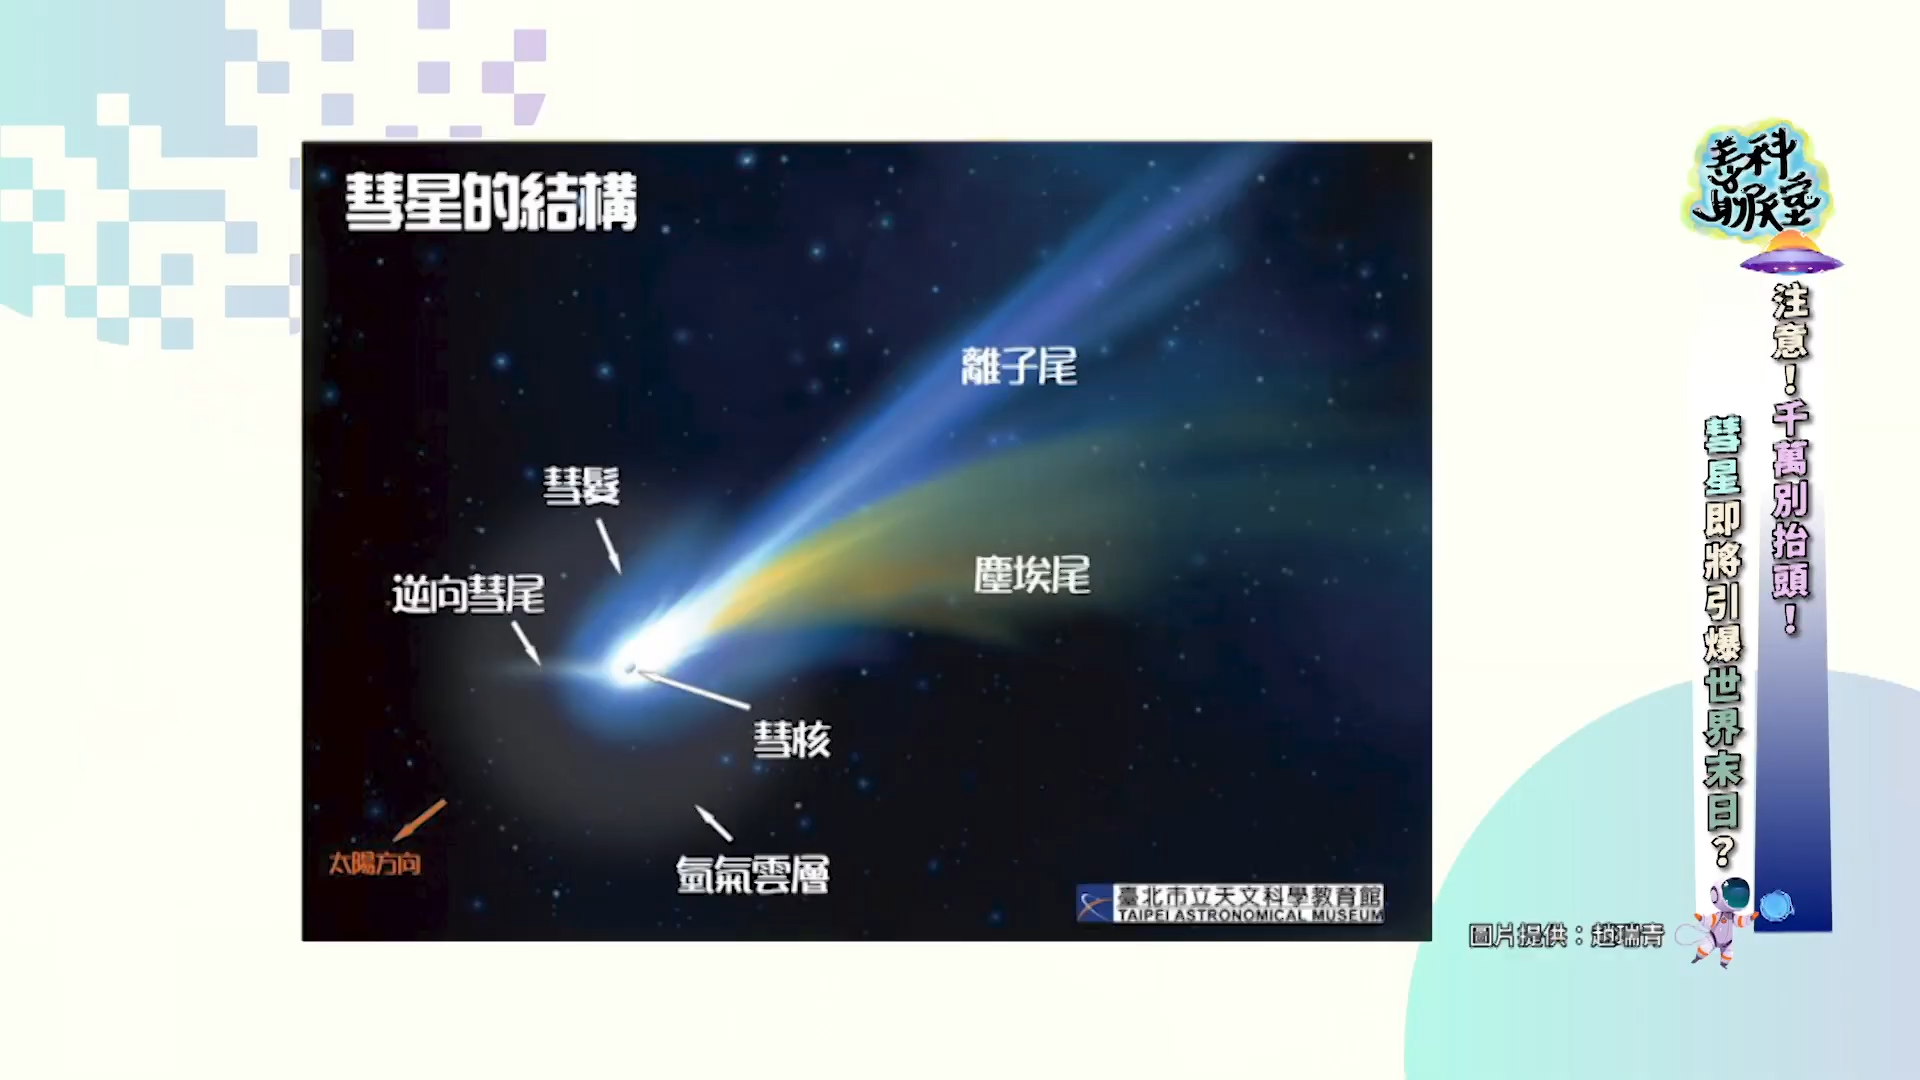 彗星的結構
離子尾
彗髮
逆向彗尾
塵埃尾
彗核
氫氣雲層
太陽方向
臺北市立天文科學教育館
TAIPEI ASTRONOMICAL MUSEUM
注意！千萬別抬頭！
彗星即將引爆世界末日？
圖片提供：趙瑞青